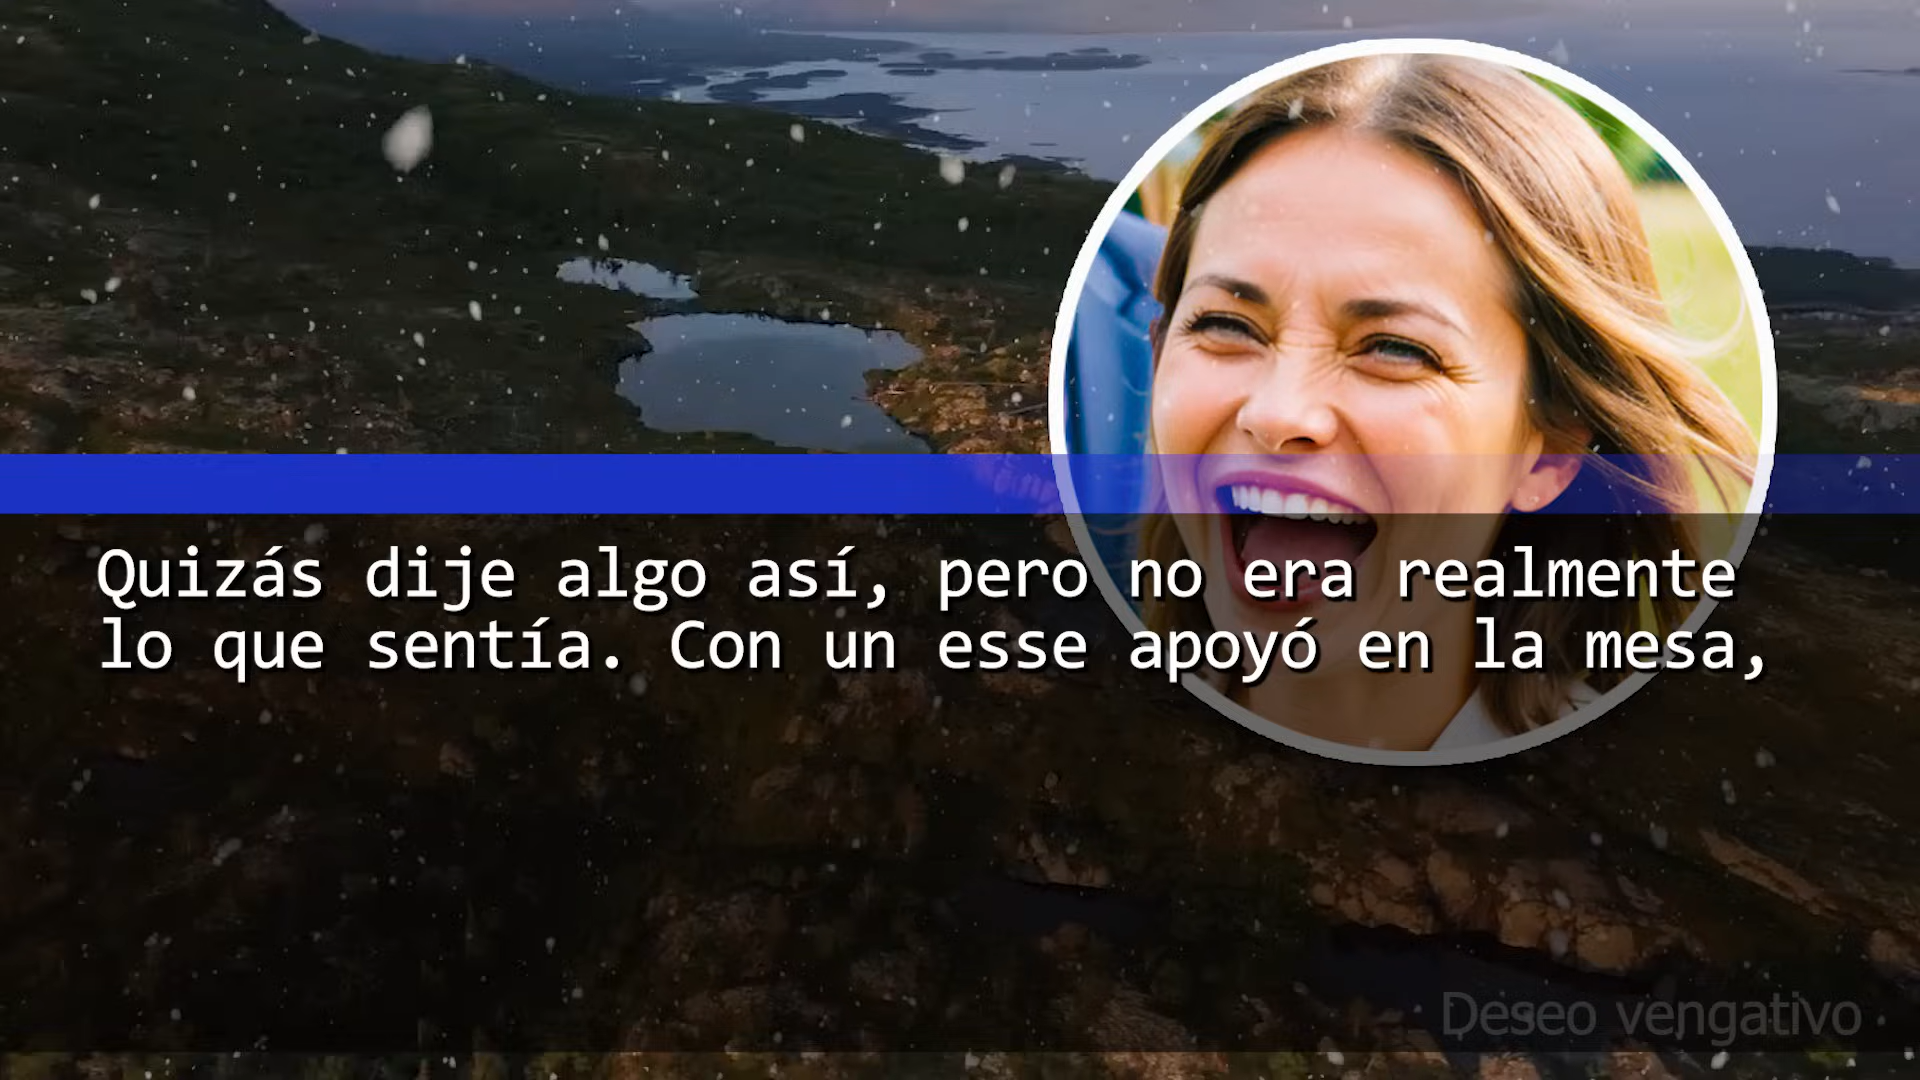 Quizás dije algo así, pero no era realmente
lo que sentía. Con un esse apoyó en la mesa,
Deseo vengativo